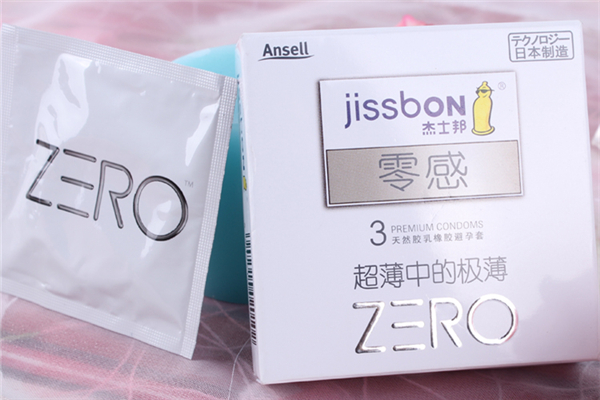 ZERO™
Ansell
テクノロジー
日本制造
jissbon®
杰士邦
零感
3 PREMIUM CONDOMS
天然胶乳橡胶避孕套
超薄中的极薄
ZERO